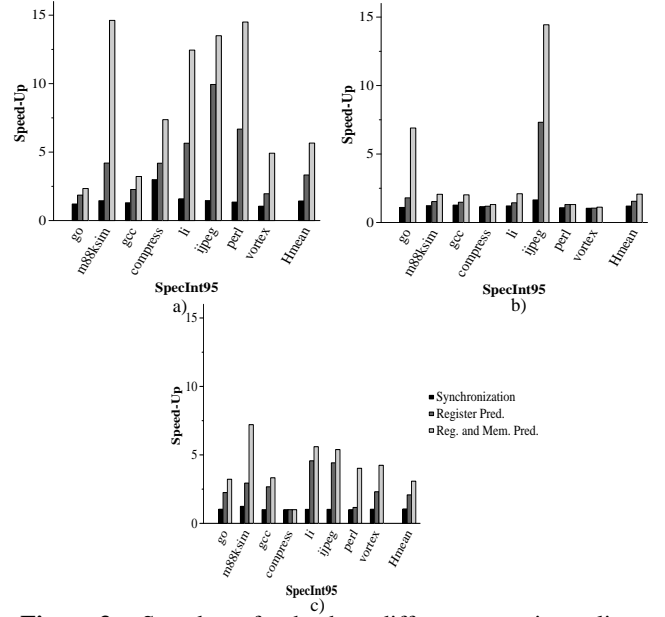 15
10
5
0
Speed-Up
go
m88ksim
gcc
compress
li
ijpeg
perl
vortex
Hmean
SpecInt95
a)
15
10
5
0
Speed-Up
go
m88ksim
gcc
compress
li
ijpeg
perl
vortex
Hmean
SpecInt95
b)
15
10
5
0
Speed-Up
go
m88ksim
gcc
compress
li
ijpeg
perl
vortex
Hmean
SpecInt95
c)
Synchronization
Register Pred.
Reg. and Mem. Pred.